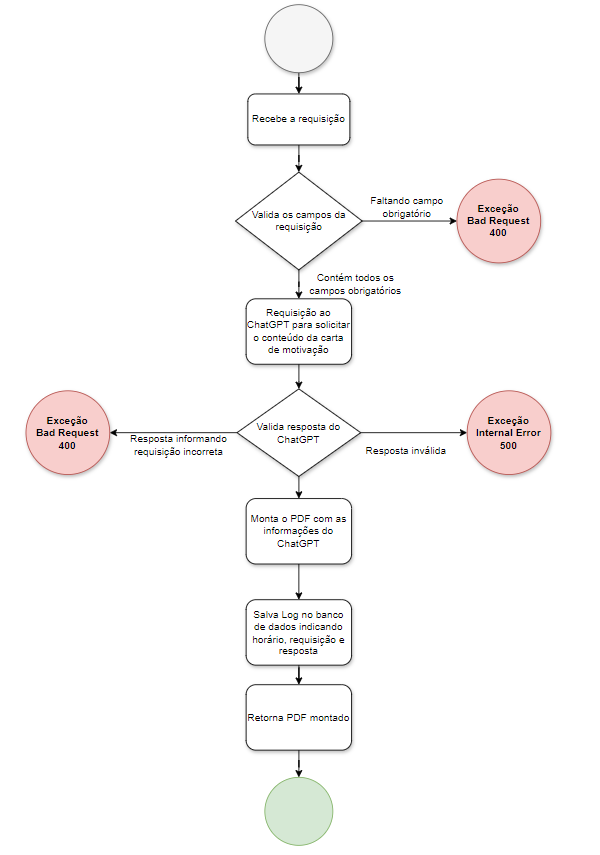 Recebe a requisição
Valida os campos da
requisição
Faltando campo
obrigatório
Exceção
Bad Request
400
Contém todos os
campos obrigatórios
Requisição ao
ChatGPT para solicitar
o conteúdo da carta
de motivação
Exceção
Bad Request
400
Resposta informando
requisição incorreta
Valida resposta do
ChatGPT
Resposta inválida
Exceção
Internal Error
500
Monta o PDF com as
informações do
ChatGPT
Salva Log no banco
de dados indicando
horário, requisição e
resposta
Retorna PDF montado